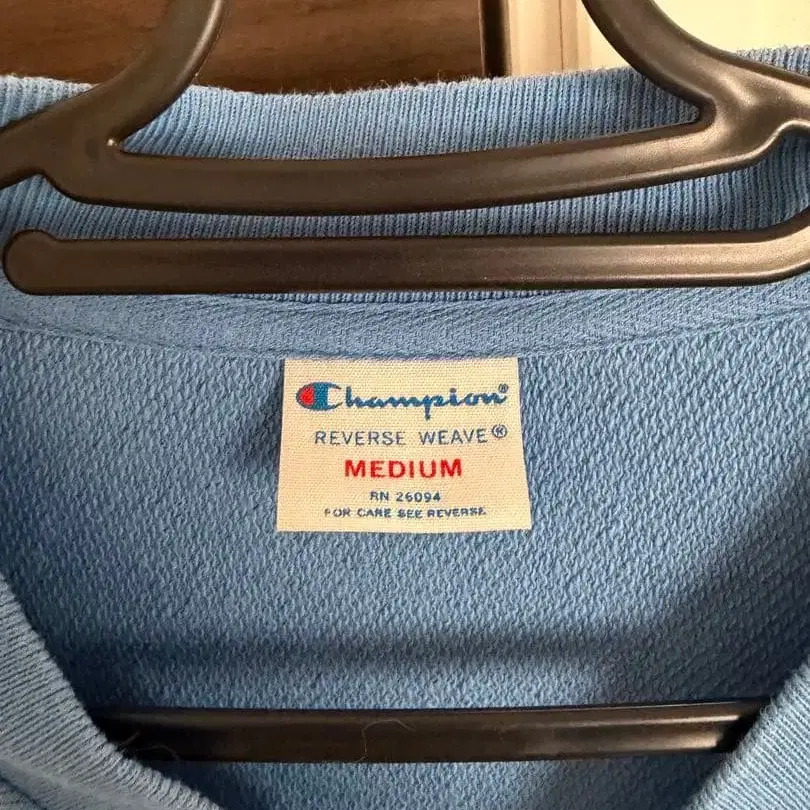 Champion®
REVERSE WEAVE®
MEDIUM
RN 26094
FOR CARE SEE REVERSE